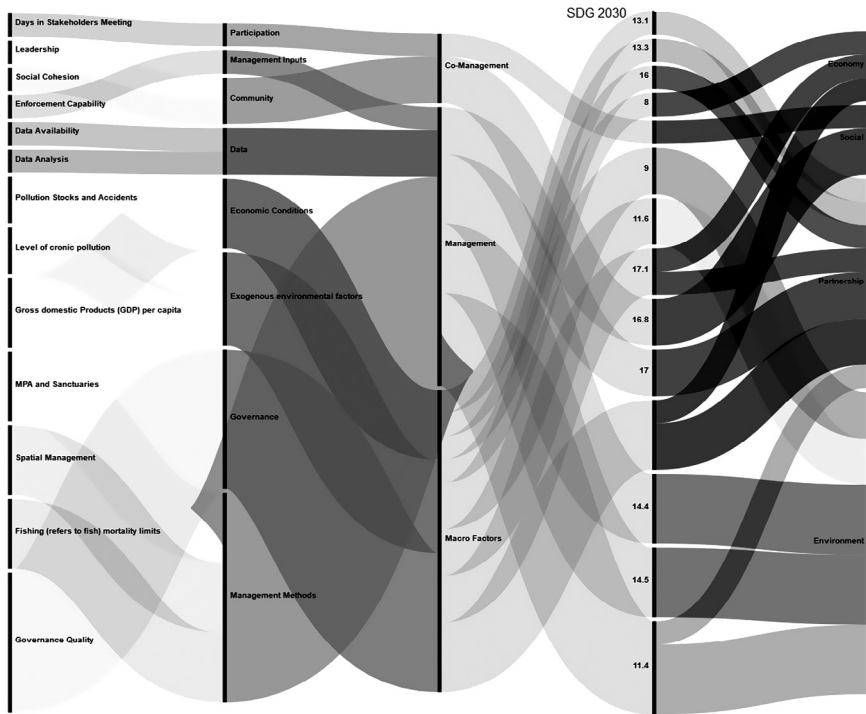 SDG 2030
Days in Stakeholders Meeting
Leadership
Social Cohesion
Enforcement Capability
Data Availability
Data Analysis
Pollution Stocks and Accidents
Level of cronic pollution
Gross domestic Products (GDP) per capita
MPA and Sanctuaries
Spatial Management
Fishing (refers to fish) mortality limits
Governance Quality
Participation
Management Inputs
Community
Data
Economic Conditions
Exogenous environmental factors
Governance
Management Methods
Co-Management
Management
Macro Factors
13.1
13.3
16
8
9
11.6
17.1
16.8
17
14.4
14.5
11.4
Economy
Social
Partnership
Environment